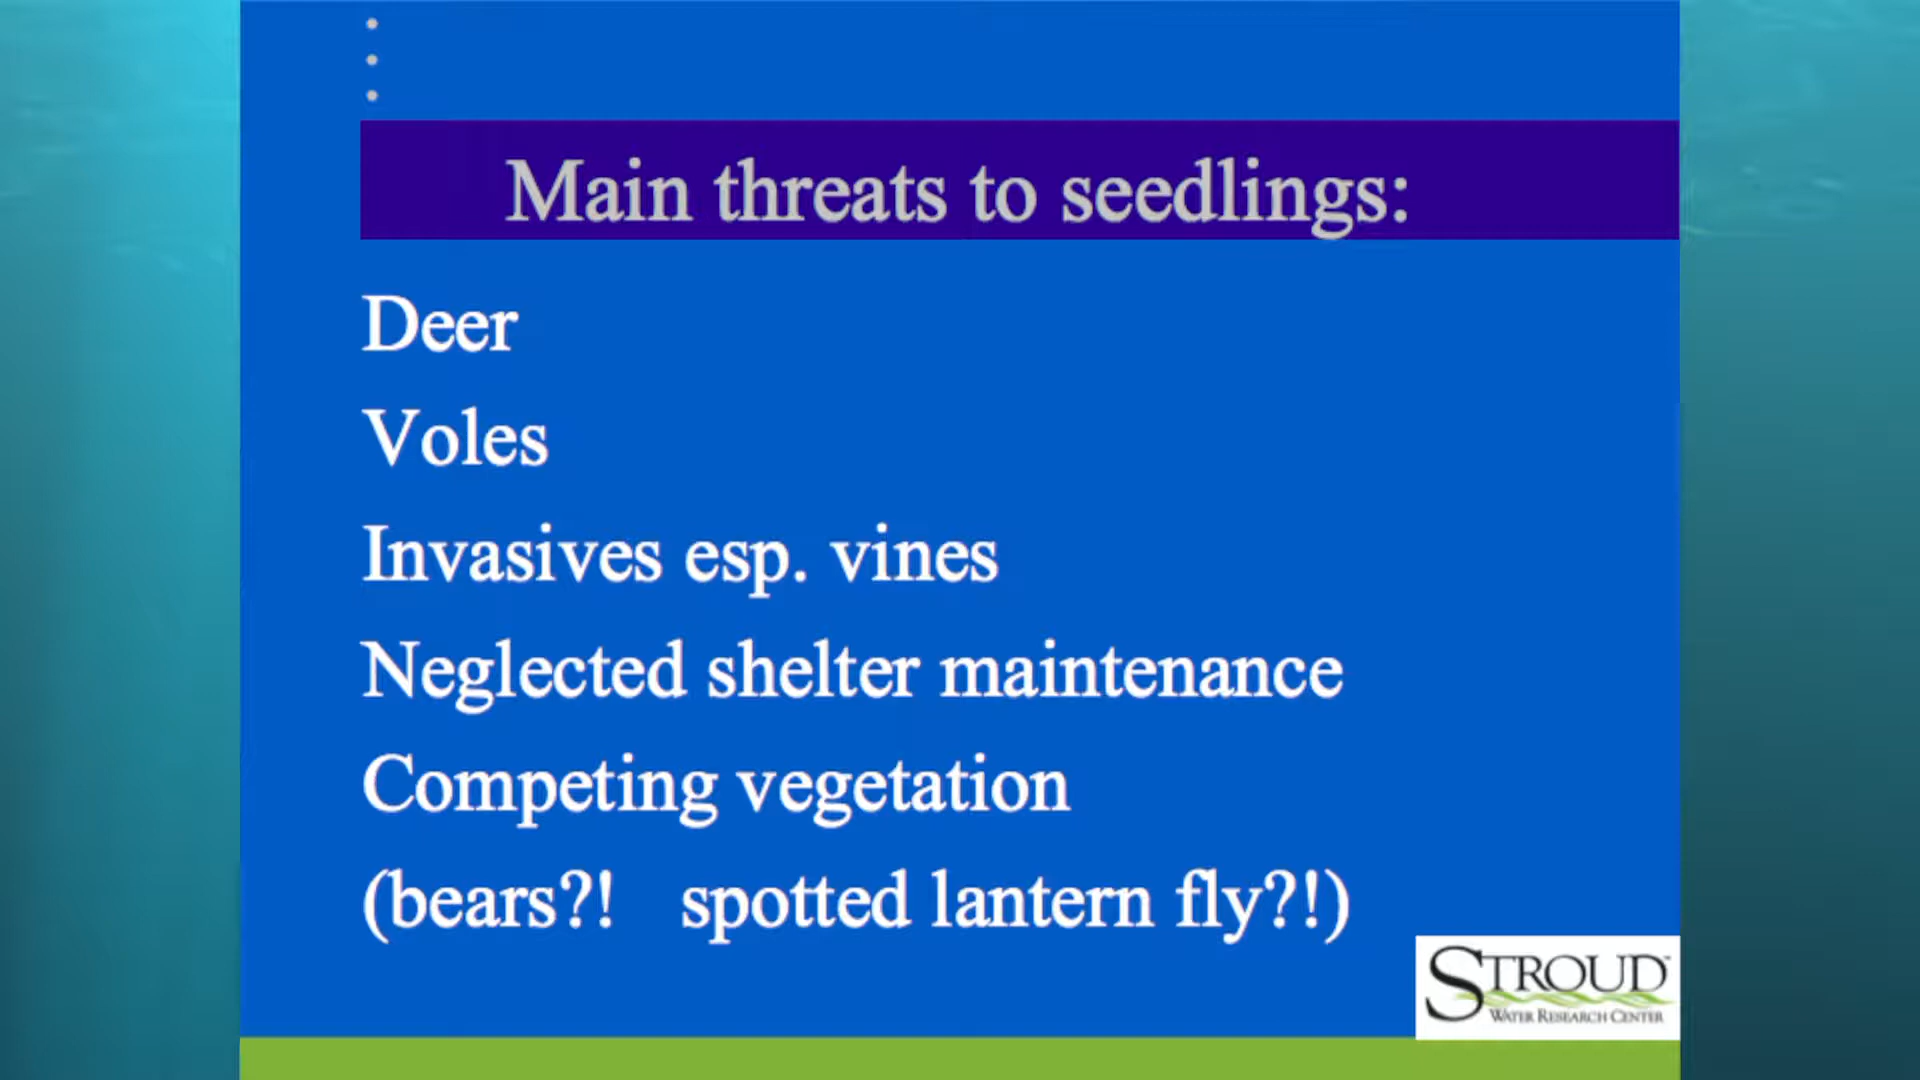 Main threats to seedlings:
Deer
Voles
Invasives esp. vines
Neglected shelter maintenance
Competing vegetation
(bears?! spotted lantern fly?!)
STROUD™
WATER RESEARCH CENTER